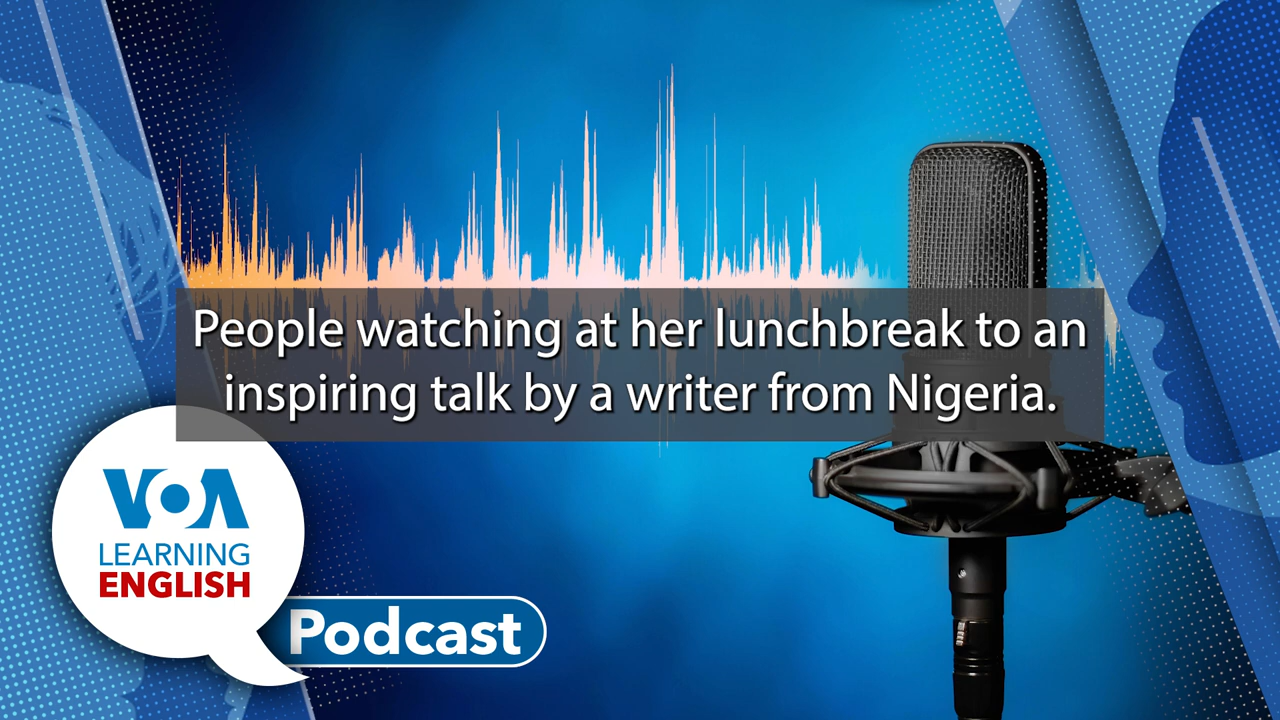 People watching at her lunchbreak to an
inspiring talk by a writer from Nigeria.
VOA
LEARNING
ENGLISH
Podcast